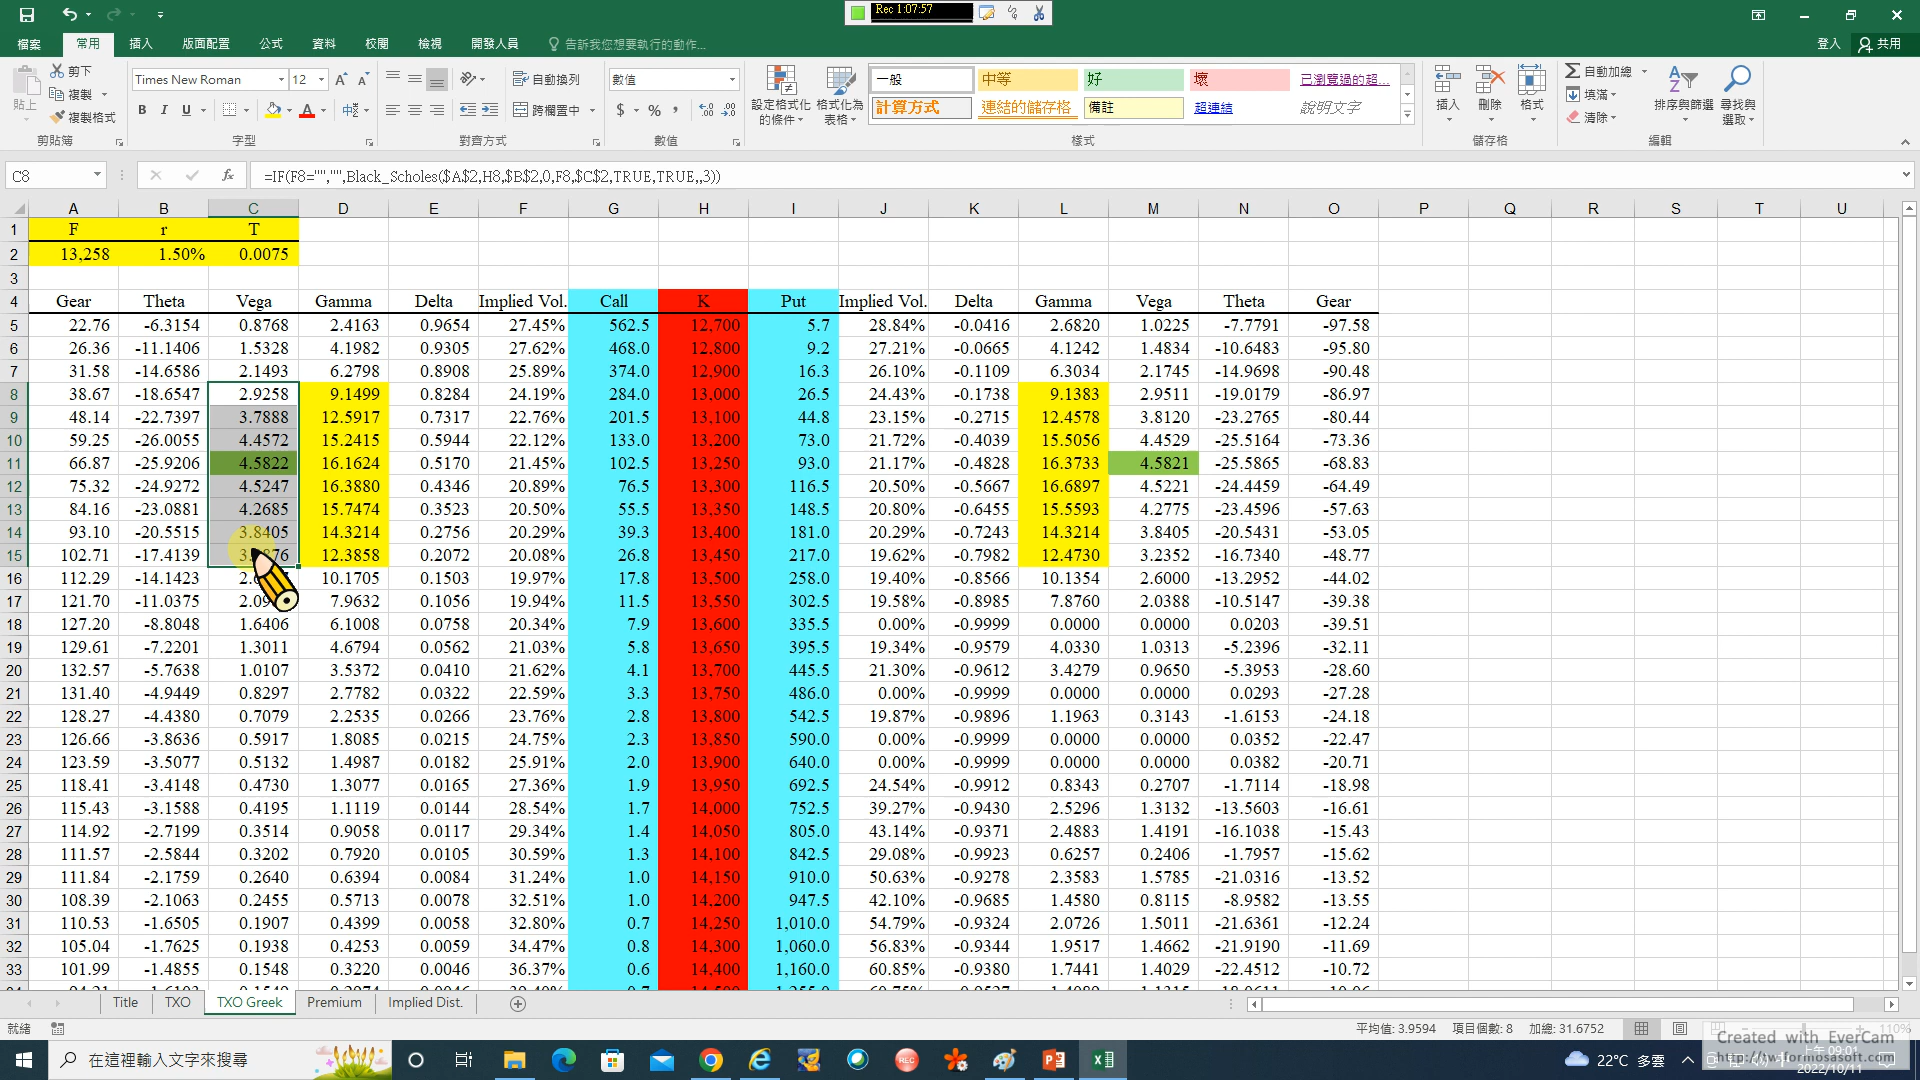 Rec 1:07:57
檔案 常用 插入 版面配置 公式 資料 校閱 檢視 開發人員 告訴我您想要執行的動作... 登入 共用
貼上 剪下 複製 複製格式 剪貼簿
Times New Roman 12 B I U 字型
自動換列 跨欄置中 對齊方式
數值 $ % , 數值
設定格式化的條件 格式化為表格
一般 中等 好 壞 已瀏覽過的超...
計算方式 連結的儲存格 備註 超連結 說明文字
樣式
插入 刪除 格式 儲存格
自動加總 填滿 清除 排序與篩選 尋找與選取 編輯
C8 fx =IF(F8="","",Black_Scholes($A$2,H8,$B$2,0,F8,$C$2,TRUE,TRUE,,3))
A B C D E F G H I J K L M N O P Q R S T U
1 F r T
2 13,258 1.50% 0.0075
3
4 Gear Theta Vega Gamma Delta Implied Vol. Call K Put Implied Vol. Delta Gamma Vega Theta Gear
5 22.76 -6.3154 0.8768 2.4163 0.9654 27.45% 562.5 12,700 5.7 28.84% -0.0416 2.6820 1.0225 -7.7791 -97.58
6 26.36 -11.1406 1.5328 4.1982 0.9305 27.62% 468.0 12,800 9.2 27.21% -0.0665 4.1242 1.4834 -10.6483 -95.80
7 31.58 -14.6586 2.1493 6.2798 0.8908 25.89% 374.0 12,900 16.3 26.10% -0.1109 6.3034 2.1745 -14.9698 -90.48
8 38.67 -18.6547 2.9258 9.1499 0.8284 24.19% 284.0 13,000 26.5 24.43% -0.1738 9.1383 2.9511 -19.0179 -86.97
9 48.14 -22.7397 3.7888 12.5917 0.7317 22.76% 201.5 13,100 44.8 23.15% -0.2715 12.4578 3.8120 -23.2765 -80.44
10 59.25 -26.0055 4.4572 15.2415 0.5944 22.12% 133.0 13,200 73.0 21.72% -0.4039 15.5056 4.4529 -25.5164 -73.36
11 66.87 -25.9206 4.5822 16.1624 0.5170 21.45% 102.5 13,250 93.0 21.17% -0.4828 16.3733 4.5821 -25.5865 -68.83
12 75.32 -24.9272 4.5247 16.3880 0.4346 20.89% 76.5 13,300 116.5 20.50% -0.5667 16.6897 4.5221 -24.4459 -64.49
13 84.16 -23.0881 4.2685 15.7474 0.3523 20.50% 55.5 13,350 148.5 20.80% -0.6455 15.5593 4.2775 -23.4596 -57.63
14 93.10 -20.5515 3.8405 14.3214 0.2756 20.29% 39.3 13,400 181.0 20.29% -0.7243 14.3214 3.8405 -20.5431 -53.05
15 102.71 -17.4139 12.3858 0.2072 20.08% 26.8 13,450 217.0 19.62% -0.7982 12.4730 3.2352 -16.7340 -48.77
16 112.29 -14.1423 10.1705 0.1503 19.97% 17.8 13,500 258.0 19.40% -0.8566 10.1354 2.6000 -13.2952 -44.02
17 121.70 -11.0375 7.9632 0.1056 19.94% 11.5 13,550 302.5 19.58% -0.8985 7.8760 2.0388 -10.5147 -39.38
18 127.20 -8.8048 1.6406 6.1008 0.0758 20.34% 7.9 13,600 335.5 0.00% -0.9999 0.0000 0.0000 0.0203 -39.51
19 129.61 -7.2201 1.3011 4.6794 0.0562 21.03% 5.8 13,650 395.5 19.34% -0.9579 4.0330 1.0313 -5.2396 -32.11
20 132.57 -5.7638 1.0107 3.5372 0.0410 21.62% 4.1 13,700 445.5 21.30% -0.9612 3.4279 0.9650 -5.3953 -28.60
21 131.40 -4.9449 0.8297 2.7782 0.0322 22.59% 3.3 13,750 486.0 0.00% -0.9999 0.0000 0.0000 0.0293 -27.28
22 128.27 -4.4380 0.7079 2.2535 0.0266 23.76% 2.8 13,800 542.5 19.87% -0.9896 1.1963 0.3143 -1.6153 -24.18
23 126.66 -3.8636 0.5917 1.8085 0.0215 24.75% 2.3 13,850 590.0 0.00% -0.9999 0.0000 0.0000 0.0352 -22.47
24 123.59 -3.5077 0.5132 1.4987 0.0182 25.91% 2.0 13,900 640.0 0.00% -0.9999 0.0000 0.0000 0.0382 -20.71
25 118.41 -3.4148 0.4730 1.3077 0.0165 27.36% 1.9 13,950 692.5 24.54% -0.9912 0.8343 0.2707 -1.7114 -18.98
26 115.43 -3.1588 0.4195 1.1119 0.0144 28.54% 1.7 14,000 752.5 39.27% -0.9430 2.5296 1.3132 -13.5603 -16.61
27 114.92 -2.7199 0.3514 0.9058 0.0117 29.34% 1.4 14,050 805.0 43.14% -0.9371 2.4883 1.4191 -16.1038 -15.43
28 111.57 -2.5844 0.3202 0.7920 0.0105 30.59% 1.3 14,100 842.5 29.08% -0.9923 0.6257 0.2406 -1.7957 -15.62
29 111.84 -2.1759 0.2640 0.6394 0.0084 31.24% 1.0 14,150 910.0 50.63% -0.9278 2.3583 1.5785 -21.0316 -13.52
30 108.39 -2.1063 0.2455 0.5713 0.0078 32.51% 1.0 14,200 947.5 42.10% -0.9685 1.4580 0.8115 -8.9582 -13.55
31 110.53 -1.6505 0.1907 0.4399 0.0058 32.80% 0.7 14,250 1,010.0 54.79% -0.9324 2.0726 1.5011 -21.6361 -12.24
32 105.04 -1.7625 0.1938 0.4253 0.0059 34.47% 0.8 14,300 1,060.0 56.83% -0.9344 1.9517 1.4662 -21.9190 -11.69
33 101.99 -1.4855 0.1548 0.3220 0.0046 36.37% 0.6 14,400 1,160.0 60.85% -0.9380 1.7441 1.4029 -22.4512 -10.72
Title TXO TXO Greek Premium Implied Dist.
就緒 平均值: 3.9594 項目個數: 8 加總: 31.6752 110%
Created with EverCam
http://tw.formosasoft.com
在這裡輸入文字來搜尋 22°C 多雲 上午 09:01
2022/10/11